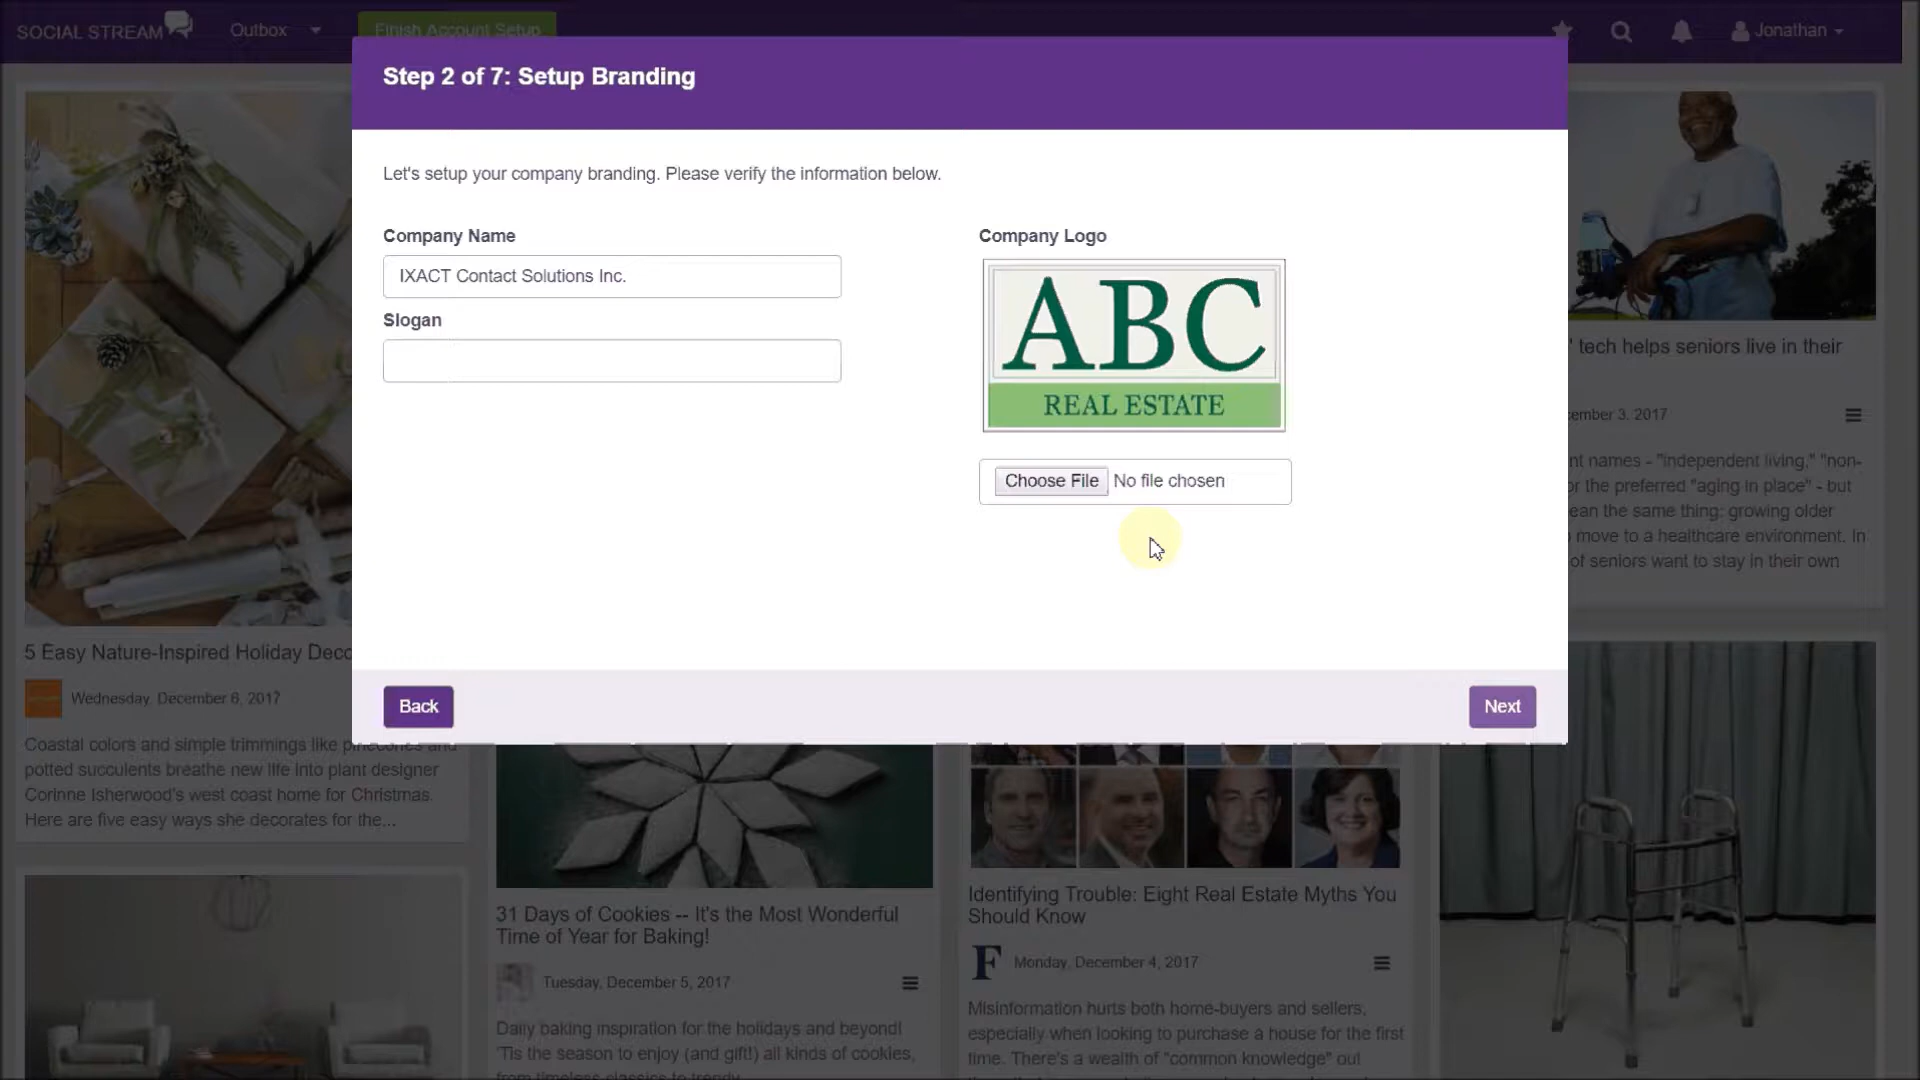 SOCIAL STREAM
Outbox
Finish Account Setup
Jonathan
Step 2 of 7: Setup Branding
Let's setup your company branding. Please verify the information below.
Company Name
IXACT Contact Solutions Inc.
Slogan
Company Logo
ABC
REAL ESTATE
Choose File No file chosen
Back
Next
5 Easy Nature-Inspired Holiday Deco
Wednesday, December 6, 2017
Coastal colors and simple trimmings like pinecones and
potted succulents breathe new life into plant designer
Corinne Isherwood's west coast home for Christmas.
Here are five easy ways she decorates for the...
31 Days of Cookies -- It's the Most Wonderful
Time of Year for Baking!
Tuesday, December 5, 2017
Daily baking inspiration for the holidays and beyond!
'Tis the season to enjoy (and gift!) all kinds of cookies,
from timeless classics to trendy
Identifying Trouble: Eight Real Estate Myths You
Should Know
F
Monday, December 4, 2017
Misinformation hurts both home-buyers and sellers,
especially when looking to purchase a house for the first
time. There's a wealth of "common knowledge" out
' tech helps seniors live in their
ember 3, 2017
nt names - "independent living," "non-
or the preferred "aging in place" - but
ean the same thing: growing older
move to a healthcare environment. In
of seniors want to stay in their own